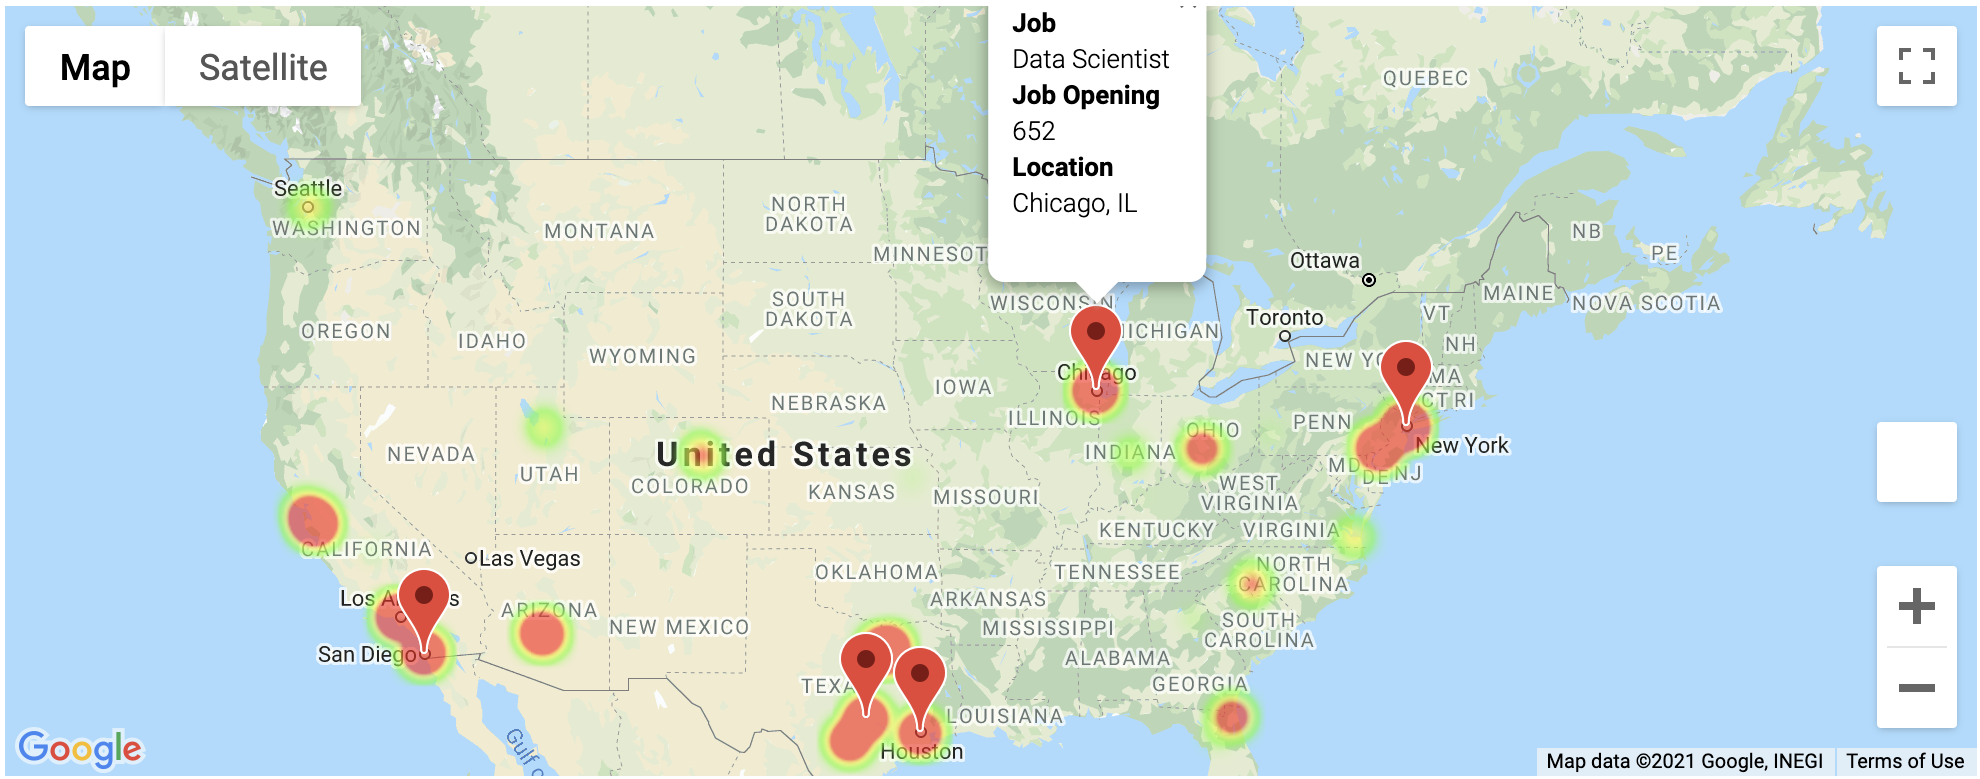 Map
Satellite
Job
Data Scientist
Job Opening
652
Location
Chicago, IL
QUEBEC
Seattle
WASHINGTON
MONTANA
NORTH
DAKOTA
MINNESOT
NB
PE
Ottawa
MAINE
NOVA SCOTIA
SOUTH
DAKOTA
WISCONSIN
VT
OREGON
IDAHO
WYOMING
ICHIGAN
Toronto
NH
NEW YO
MA
CT RI
IOWA
Chicago
NEBRASKA
ILLINOIS
OHIO
PENN
NEVADA
UTAH
United States
COLORADO
KANSAS
INDIANA
New York
MD
DE
NJ
MISSOURI
WEST
VIRGINIA
KENTUCKY
VIRGINIA
CALIFORNIA
Las Vegas
OKLAHOMA
TENNESSEE
NORTH
CAROLINA
Los A s
ARIZONA
NEW MEXICO
ARKANSAS
MISSISSIPPI
SOUTH
CAROLINA
San Diego
ALABAMA
TEXA
GEORGIA
LOUISIANA
Houston
Gulf o
Google
Map data ©2021 Google, INEGI
Terms of Use